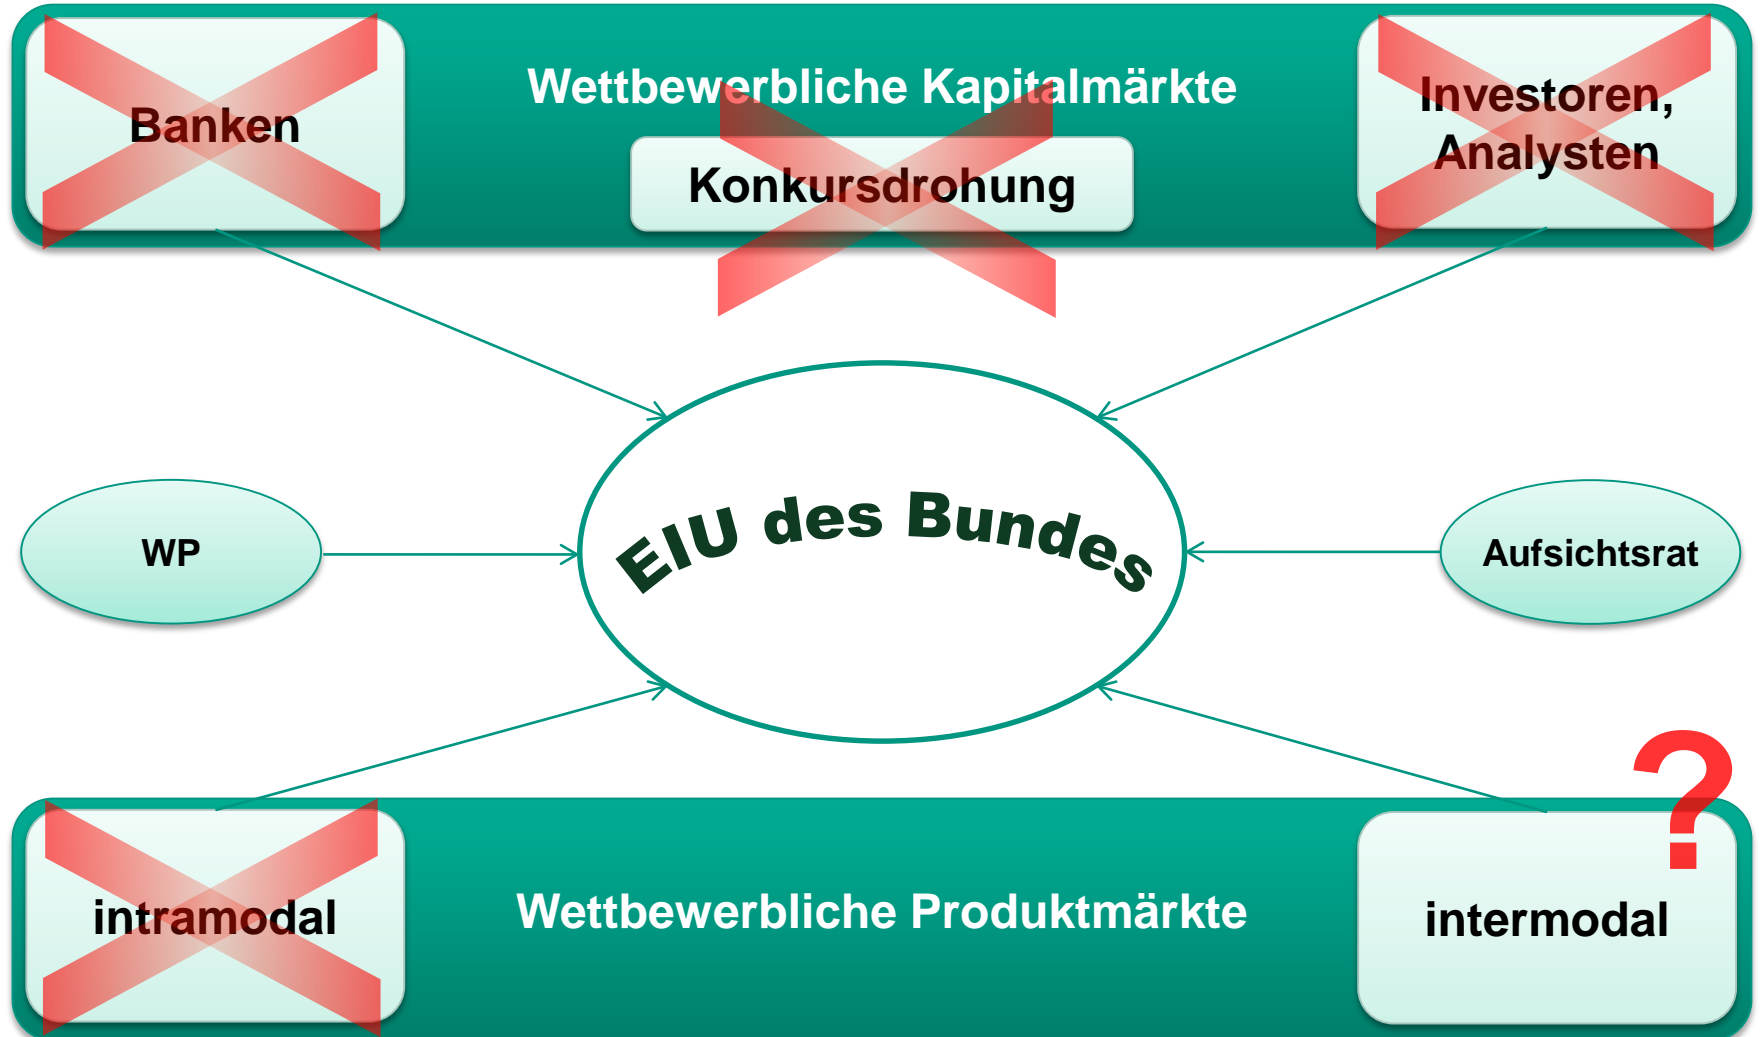 Wettbewerbliche Kapitalmärkte
Banken
Konkursdrohung
Investoren,
Analysten
WP
EIU des Bundes
Aufsichtsrat
?
intramodal
Wettbewerbliche Produktmärkte
intermodal